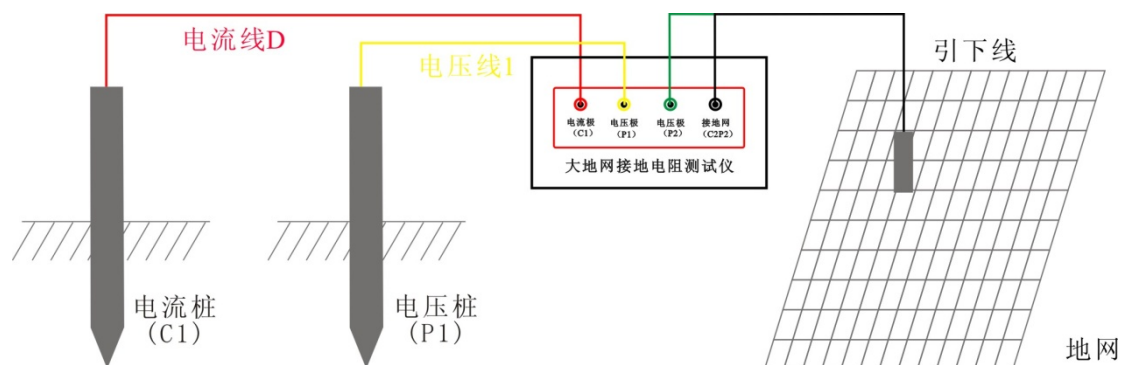 电流线D
电压线1
引下线
电流极 电压极 电压极 接地网
(C1) (P1) (P2) (C2P2)
大地网接地电阻测试仪
电流桩
(C1)
电压桩
(P1)
地网